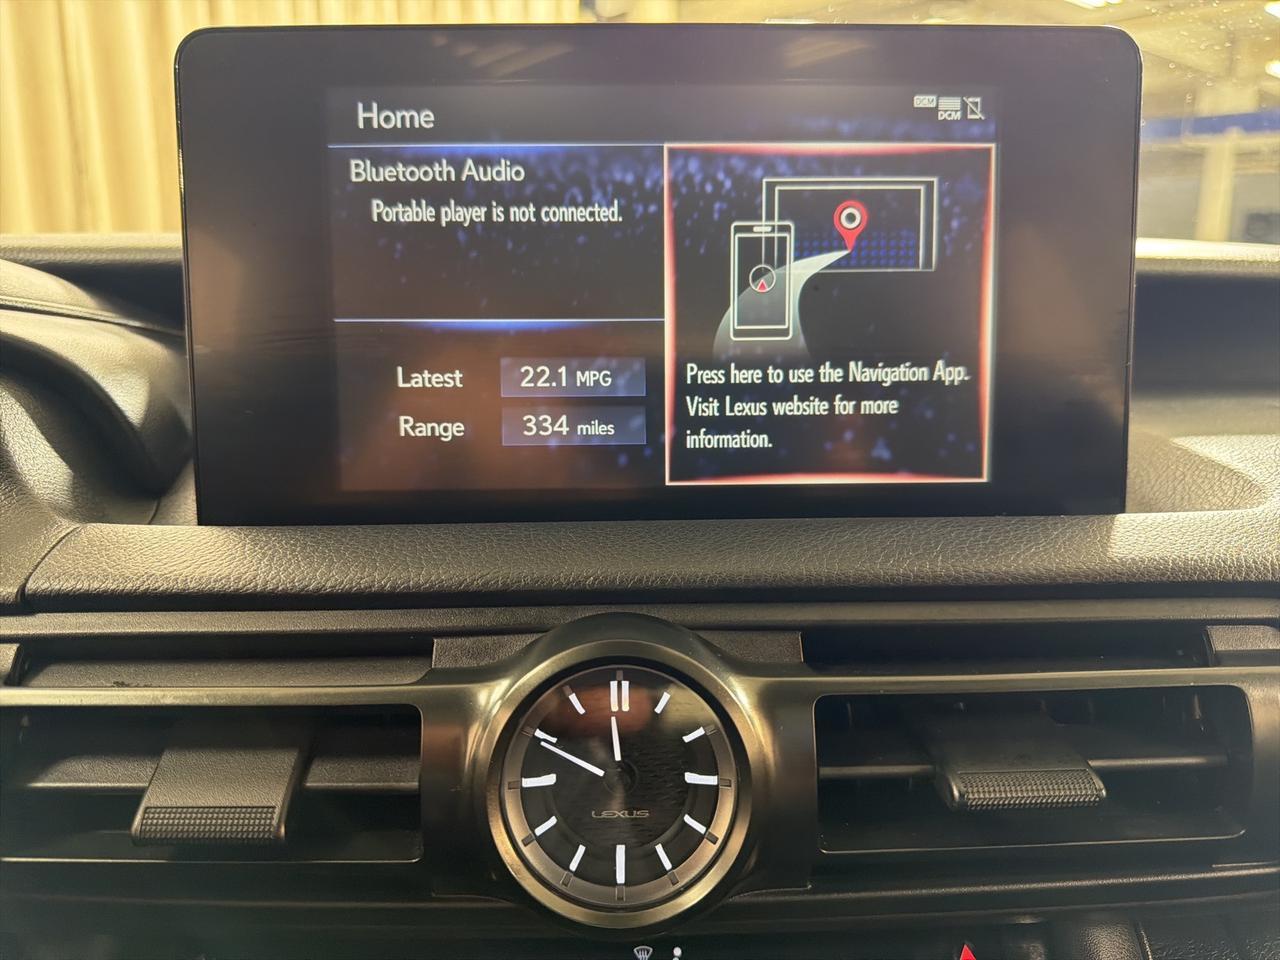 Home
DCM
DCM
Bluetooth Audio
Portable player is not connected.
Latest 22.1 MPG
Range 334 miles
Press here to use the Navigation App.
Visit Lexus website for more
information.
LEXUS